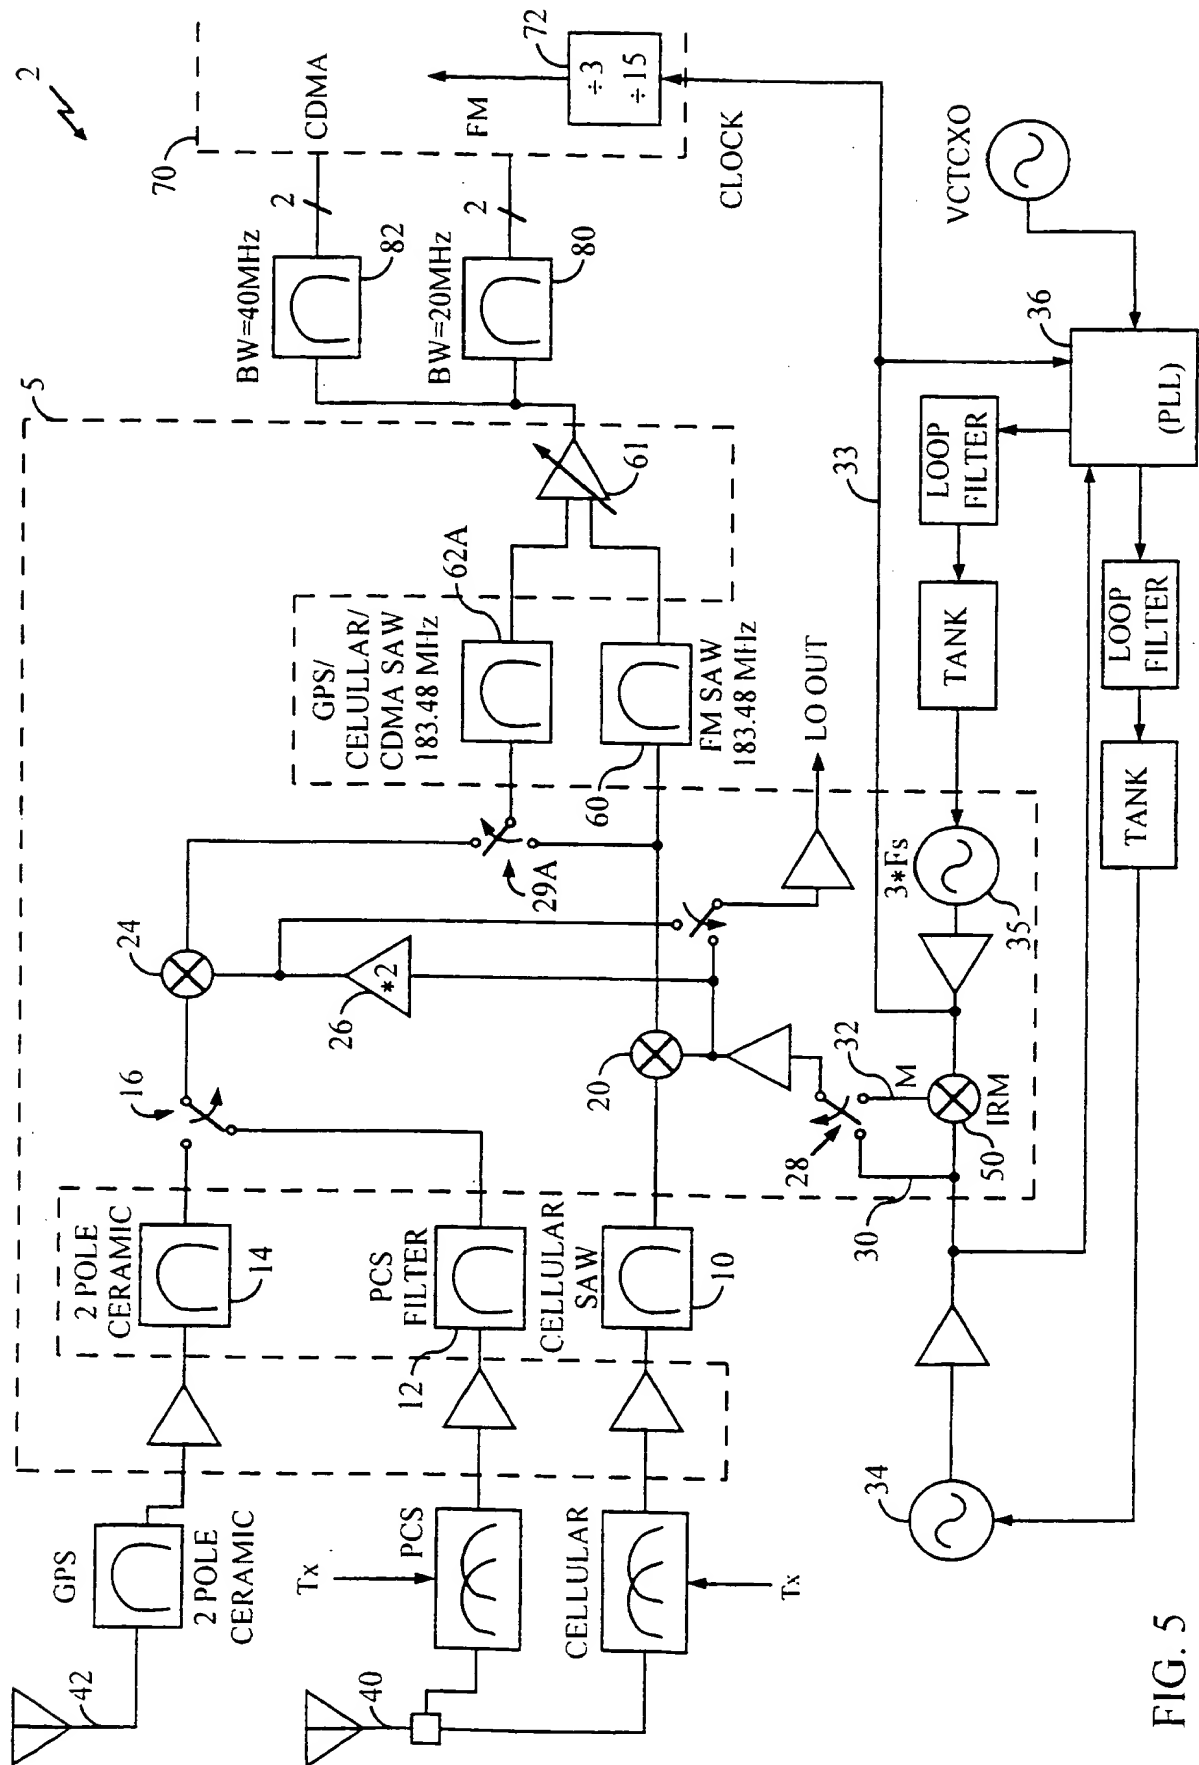 2
GPS
42
2 POLE
CERAMIC
2 POLE
CERAMIC
14
16
24
26
*2
5
Tx
40
PCS
12
PCS
FILTER
CELLULAR
Tx
CELLULAR
SAW
10
20
29A
GPS/
CELULLAR/
CDMA SAW
183.48 MHz
62A
60
FM SAW
183.48 MHz
61
BW=40MHz
82
2
CDMA
70
BW=20MHz
80
2
FM
÷3
÷15
72
CLOCK
LO OUT
28
30
32
M
50
IRM
3*Fs
35
33
34
TANK
LOOP
FILTER
TANK
LOOP
FILTER
36
(PLL)
VCTCXO
FIG. 5